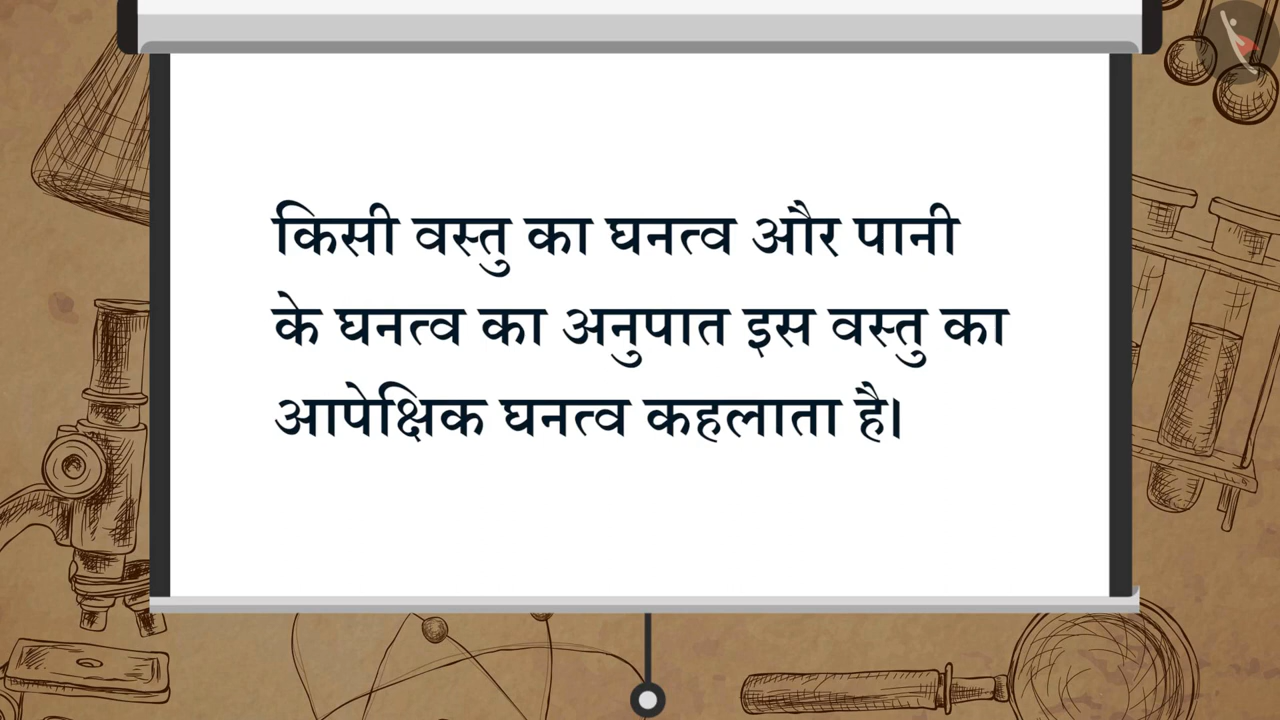 किसी वस्तु का घनत्व और पानी
के घनत्व का अनुपात इस वस्तु का
आपेक्षिक घनत्व कहलाता है।